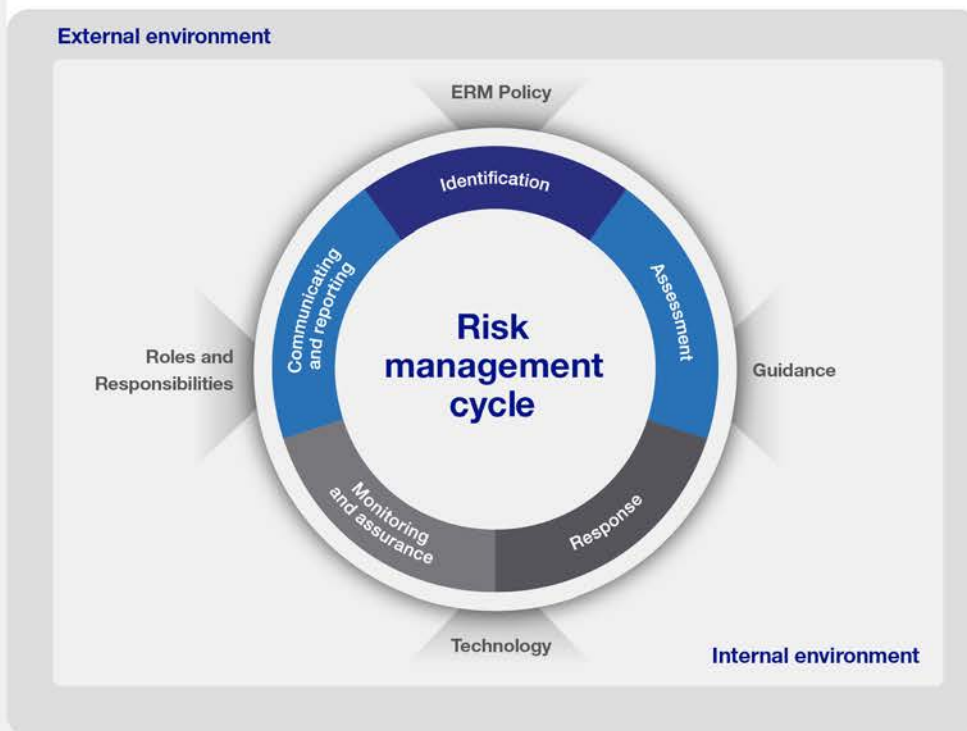 External environment
ERM Policy
Identification
Communicating
and reporting
Assessment
Risk
management
cycle
Roles and
Responsibilities
Guidance
Monitoring
and assurance
Response
Technology
Internal environment